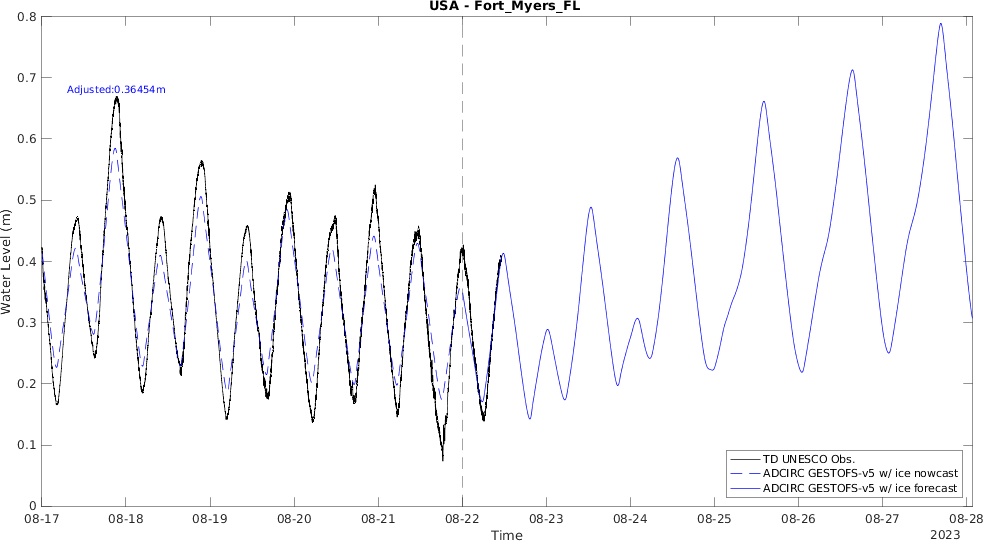 USA - Fort_Myers_FL
Adjusted:0.36454m
Water Level (m)
0.8
0.7
0.6
0.5
0.4
0.3
0.2
0.1
0
TD UNESCO Obs.
ADCIRC GESTOFS-v5 w/ ice nowcast
ADCIRC GESTOFS-v5 w/ ice forecast
08-17 08-18 08-19 08-20 08-21 08-22 08-23 08-24 08-25 08-26 08-27 08-28
Time
2023